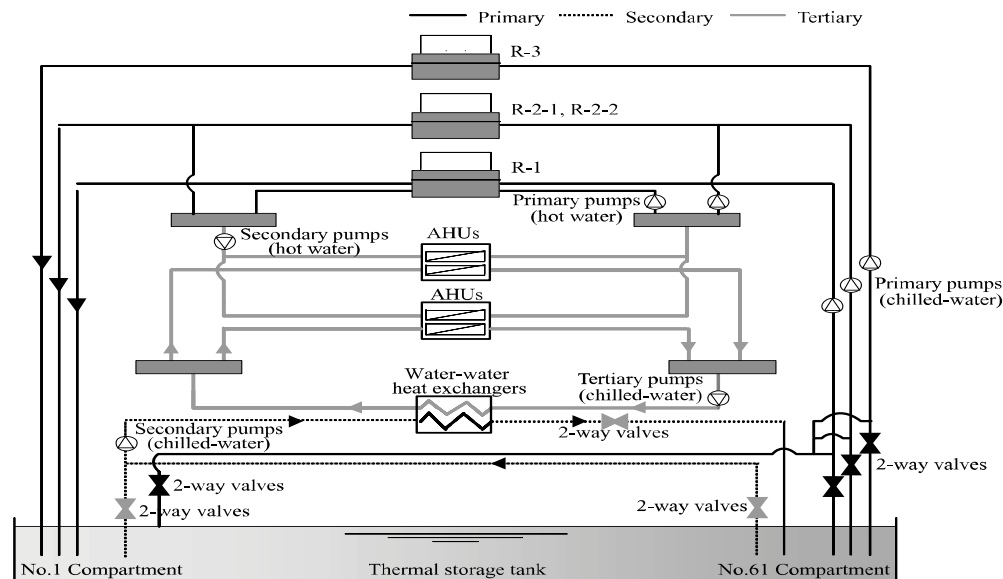 Primary
Secondary
Tertiary
R-3
R-2-1, R-2-2
R-1
Primary pumps
(hot water)
Secondary pumps
(hot water)
AHUs
AHUs
Primary pumps
(chilled-water)
Water-water
heat exchangers
Tertiary pumps
(chilled-water)
Secondary pumps
(chilled-water)
2-way valves
2-way valves
2-way valves
2-way valves
2-way valves
No.1 Compartment
Thermal storage tank
No.61 Compartment